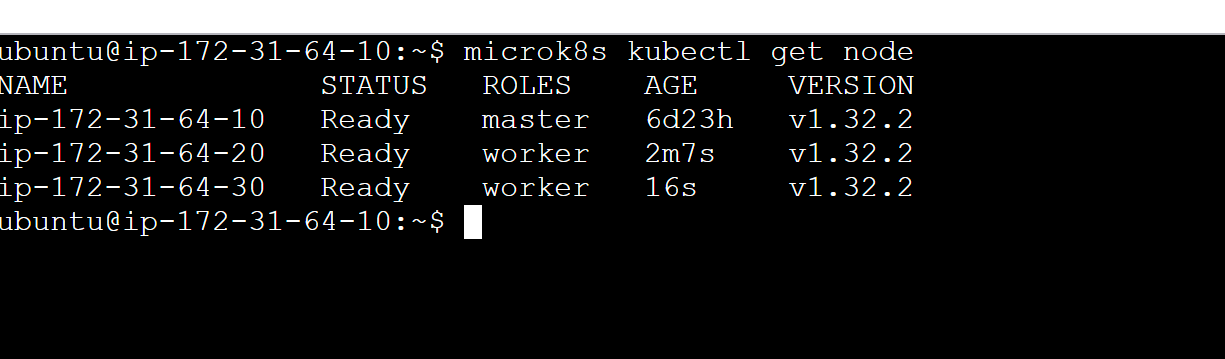 ubuntu@ip-172-31-64-10:~$ microk8s kubectl get node
NAME STATUS ROLES AGE VERSION
ip-172-31-64-10 Ready master 6d23h v1.32.2
ip-172-31-64-20 Ready worker 2m7s v1.32.2
ip-172-31-64-30 Ready worker 16s v1.32.2
ubuntu@ip-172-31-64-10:~$